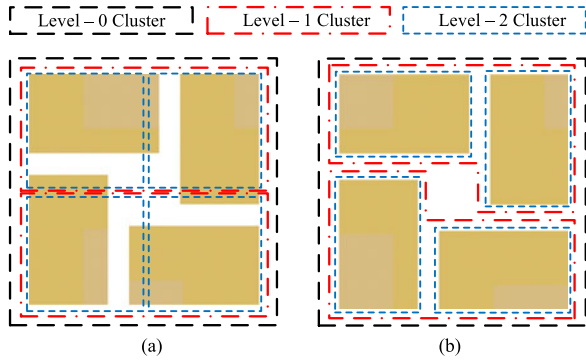 Level – 0 Cluster Level – 1 Cluster Level – 2 Cluster
(a) (b)